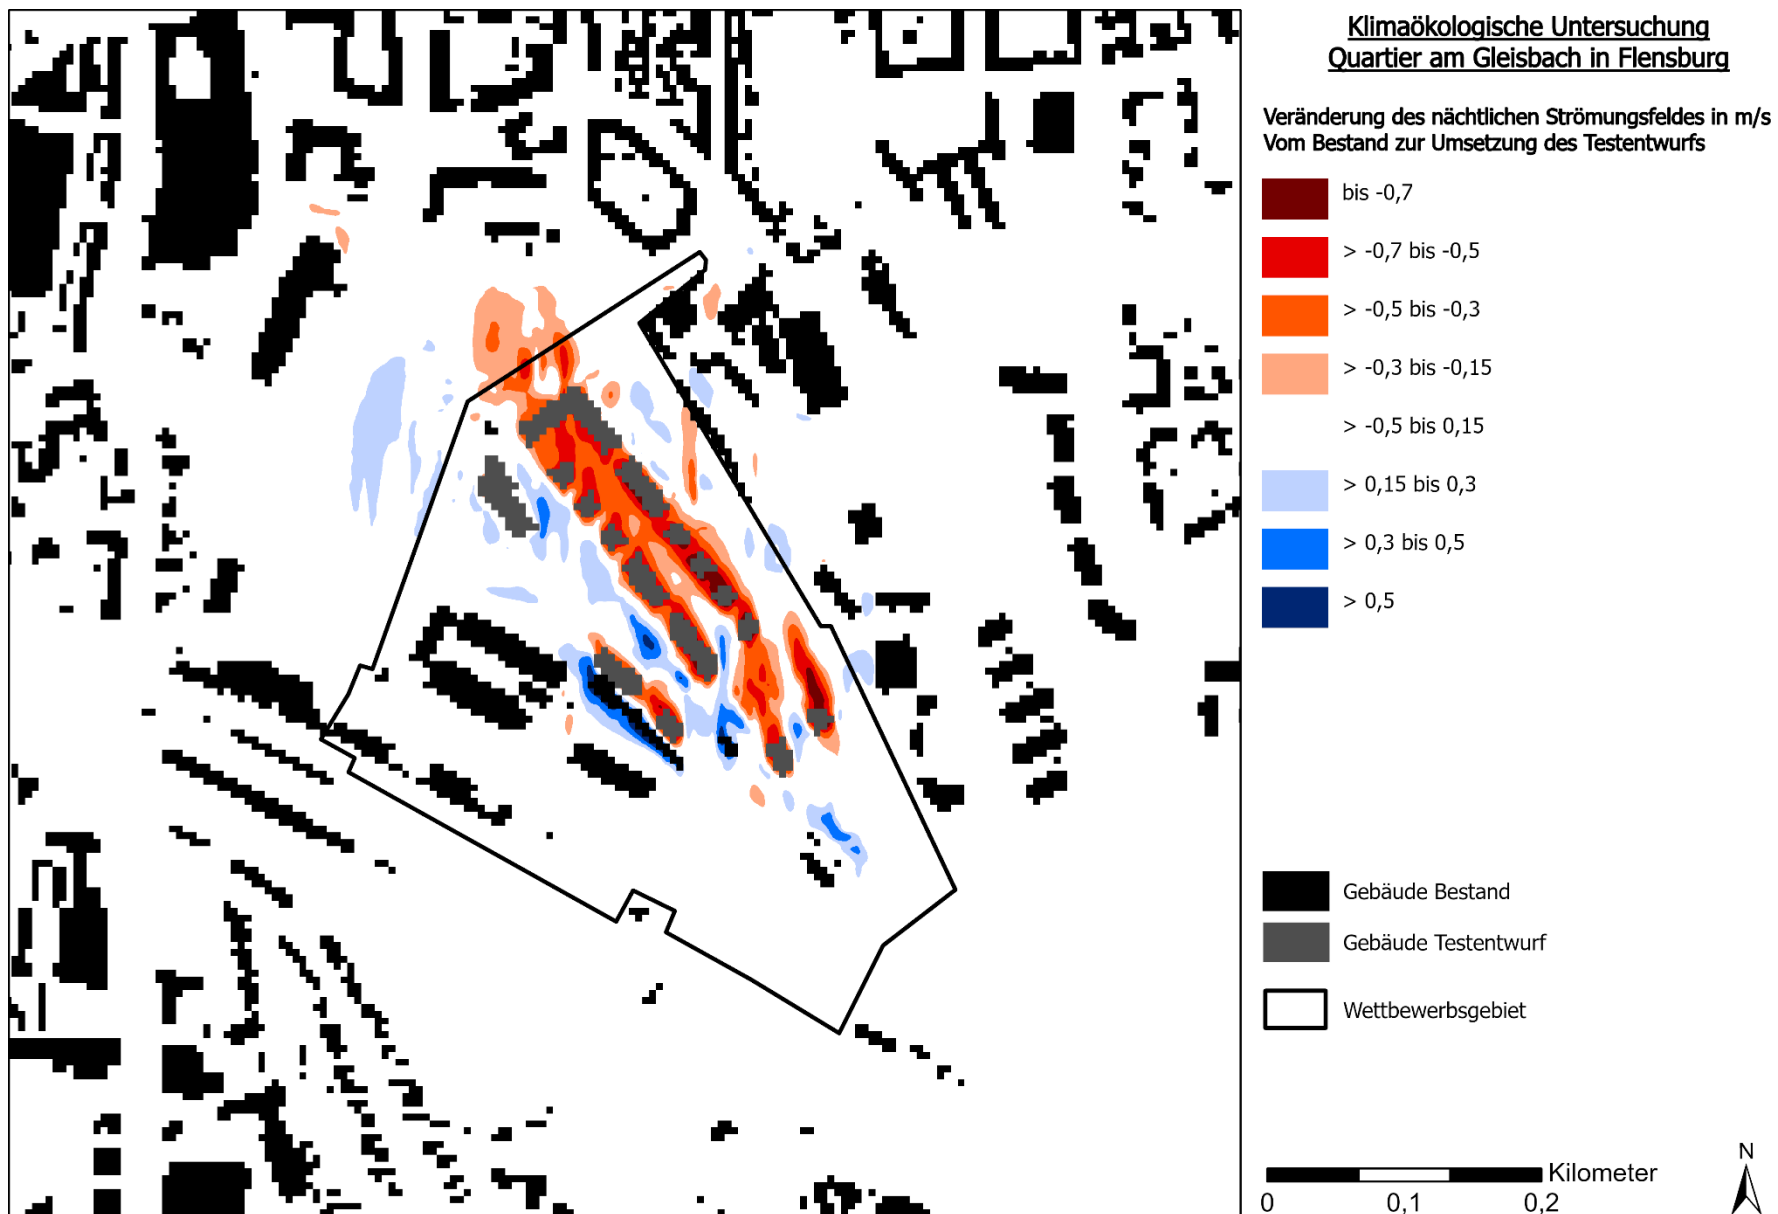 Klimaökologische Untersuchung
Quartier am Gleisbach in Flensburg
Veränderung des nächtlichen Strömungsfeldes in m/s
Vom Bestand zur Umsetzung des Testentwurfs
bis -0,7
> -0,7 bis -0,5
> -0,5 bis -0,3
> -0,3 bis -0,15
> -0,5 bis 0,15
> 0,15 bis 0,3
> 0,3 bis 0,5
> 0,5
Gebäude Bestand
Gebäude Testentwurf
Wettbewerbsgebiet
N
Kilometer
0 0,1 0,2